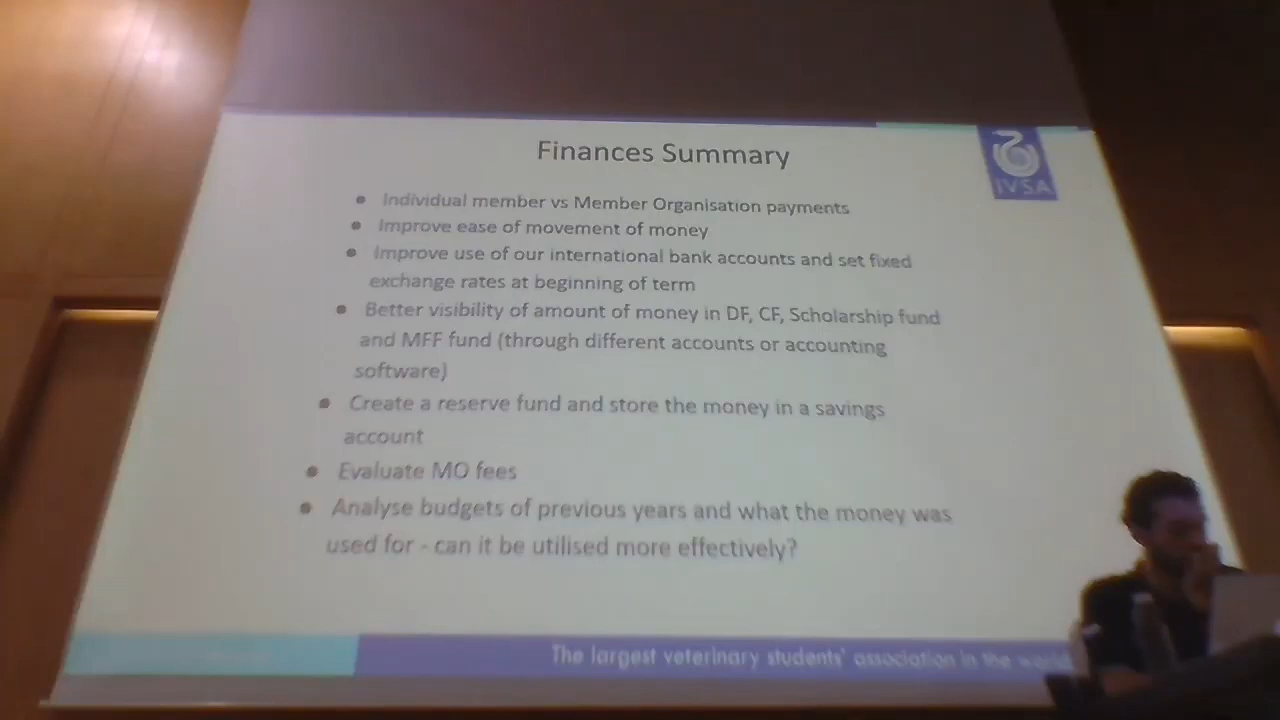 Finances Summary
IVSA
• Individual member vs Member Organisation payments
• Improve ease of movement of money
• Improve use of our international bank accounts and set fixed
exchange rates at beginning of term
• Better visibility of amount of money in DF, CF, Scholarship fund
and MFF fund (through different accounts or accounting
software)
• Create a reserve fund and store the money in a savings
account
• Evaluate MO fees
• Analyse budgets of previous years and what the money was
used for - can it be utilised more effectively?
The largest veterinary students' association in the world